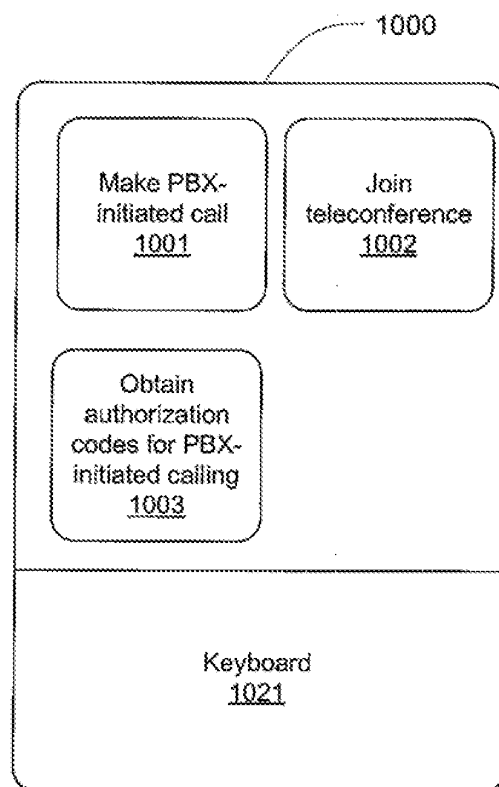 1000
Make PBX-
initiated call
1001
Join
teleconference
1002
Obtain
authorization
codes for PBX-
initiated calling
1003
Keyboard
1021